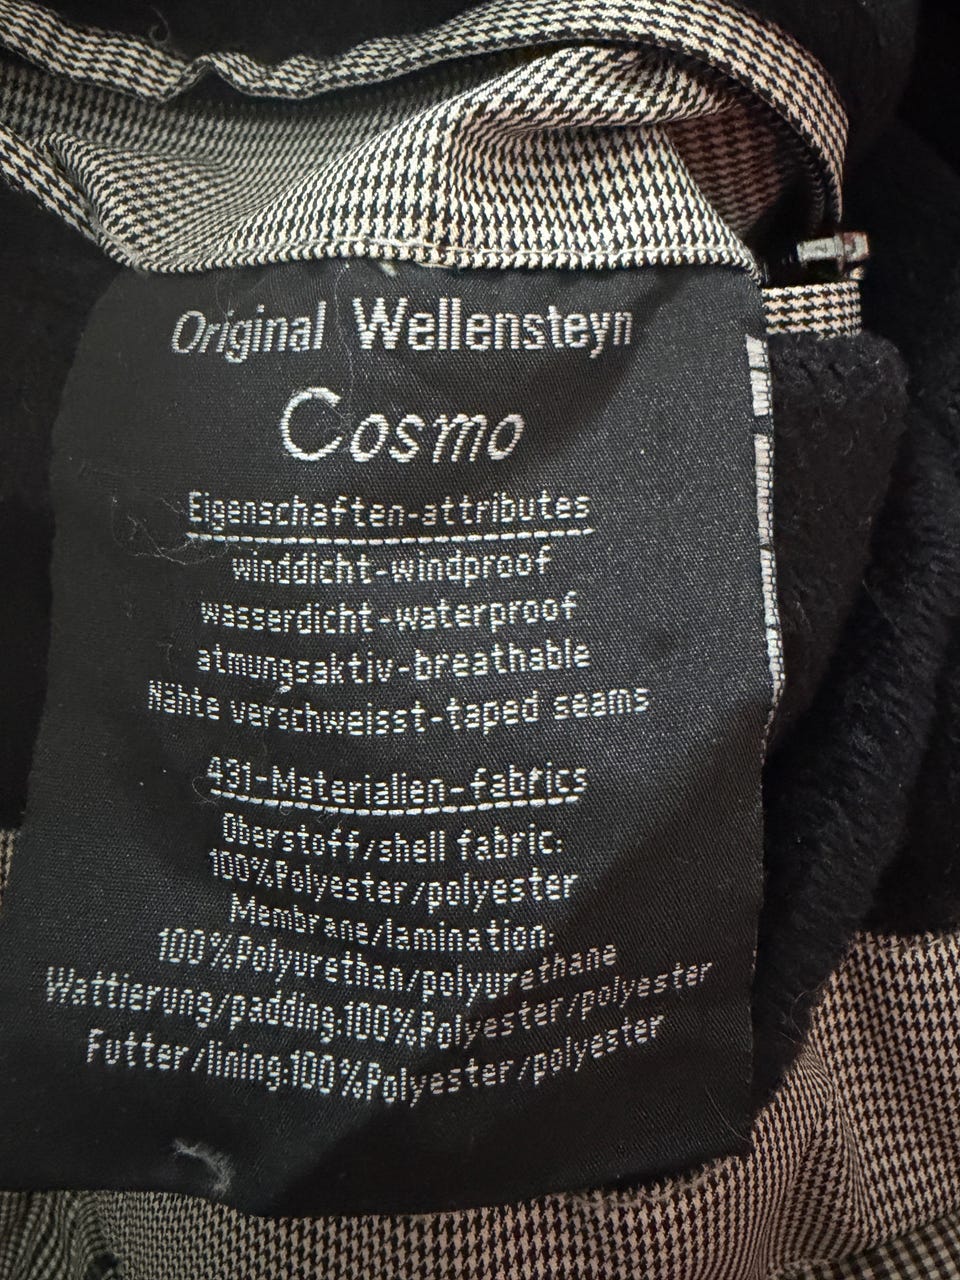 Original Wellensteyn
Cosmo
Eigenschaften-attributes
winddicht-windproof
wasserdicht-waterproof
atmungsaktiv-breathable
Nähte verschweisst-taped seams
431-Materialien-fabrics
Oberstoff/shell fabric:
100%Polyester/polyester
Membrane/lamination:
100%Polyurethan/polyurethane
Wattierung/padding:100%Polyester/polyester
Futter/lining:100%Polyester/polyester